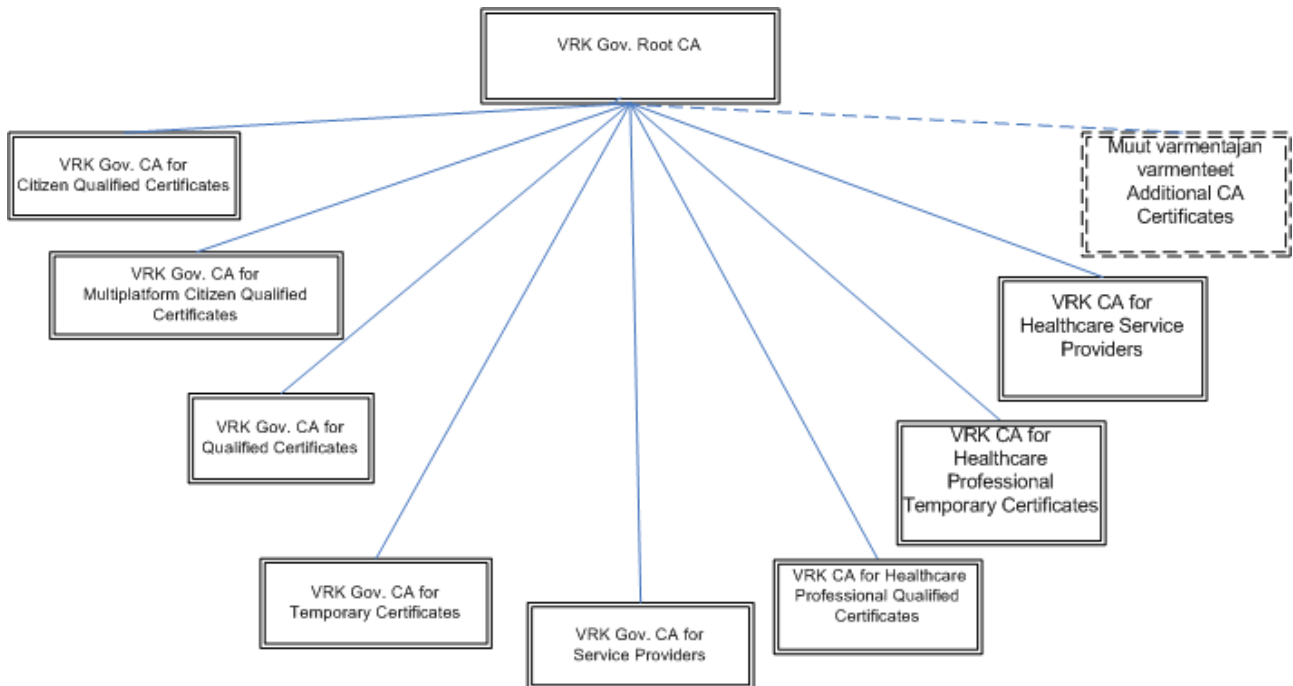 VRK Gov. Root CA
VRK Gov. CA for
Citizen Qualified Certificates
Muut varmentajan
varmenteet
Additional CA
Certificates
VRK Gov. CA for
Multiplatform Citizen Qualified
Certificates
VRK CA for
Healthcare Service
Providers
VRK Gov. CA for
Qualified Certificates
VRK CA for
Healthcare
Professional
Temporary Certificates
VRK Gov. CA for
Temporary Certificates
VRK CA for Healthcare
Professional Qualified
Certificates
VRK Gov. CA for
Service Providers